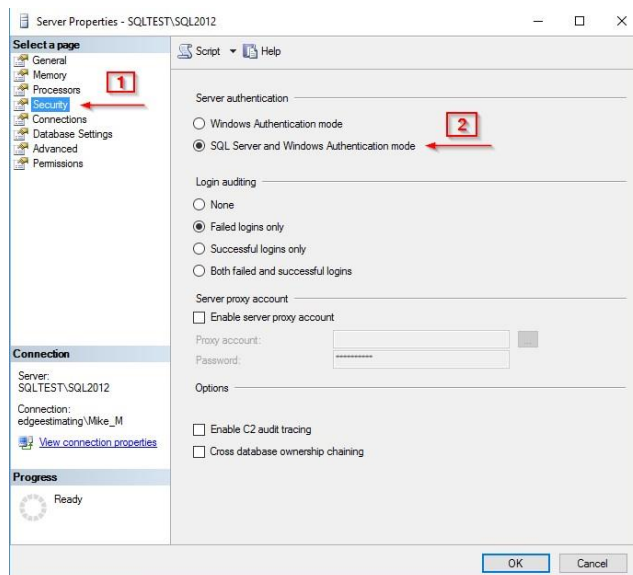 Server Properties - SQLTEST\SQL2012
Select a page
General
Memory
Processors
Security
Connections
Database Settings
Advanced
Permissions
1
Connection
Server:
SQLTEST\SQL2012
Connection:
edgeestimating\Mike_M
View connection properties
Progress
Ready
Script Help
Server authentication
Windows Authentication mode
2
SQL Server and Windows Authentication mode
Login auditing
None
Failed logins only
Successful logins only
Both failed and successful logins
Server proxy account
Enable server proxy account
Proxy account:
...
Password: **********
Options
Enable C2 audit tracing
Cross database ownership chaining
OK Cancel